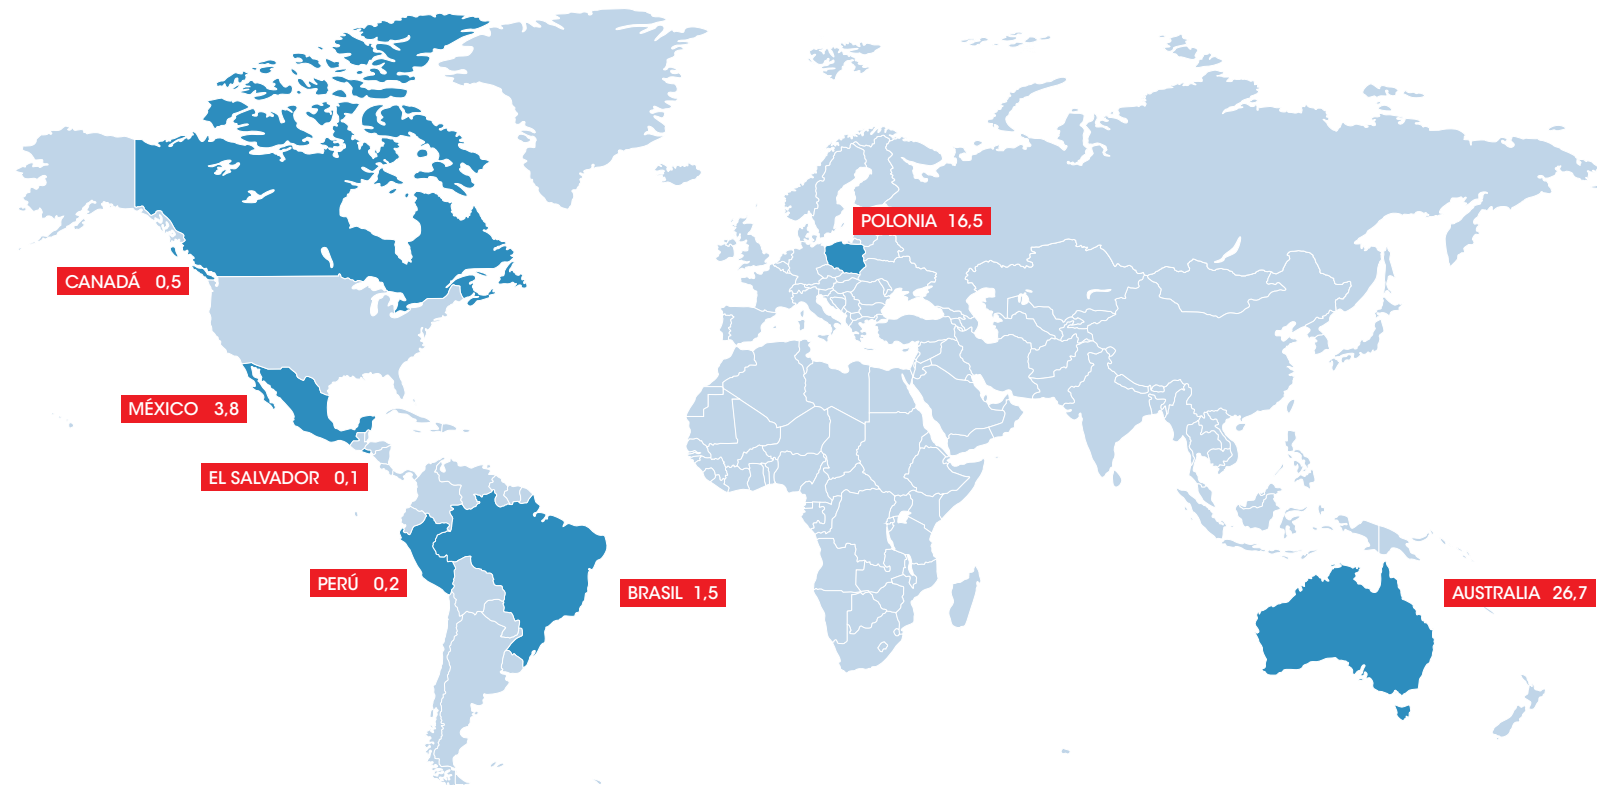 POLONIA 16,5
CANADÁ 0,5
MÉXICO 3,8
EL SALVADOR 0,1
PERÚ 0,2
BRASIL 1,5
AUSTRALIA 26,7